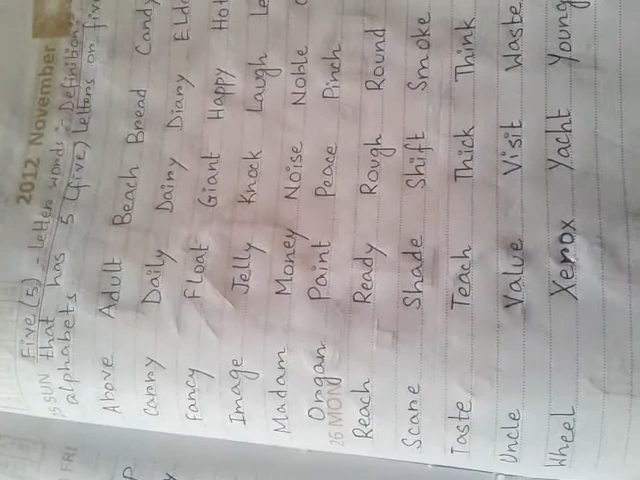 2012 November
Five (5) - Letter words :- Definition:-
25 SUN that has 5 (five) letters on five
alphabets.
Above Adult Beach Bread Candy
Carry Daily Dairy Diary Elde
Fancy Float Giant Happy Hot
Image Jelly Knock Laugh Le
Madam Money Noise Noble
Organ Paint Peace Pinch
26 MON
Reach Ready Rough Round
Scare Shade Shift Smoke
Taste Teach Thick Think
Uncle Value Visit Waste
Wheel Xerox Yacht Young
FRI